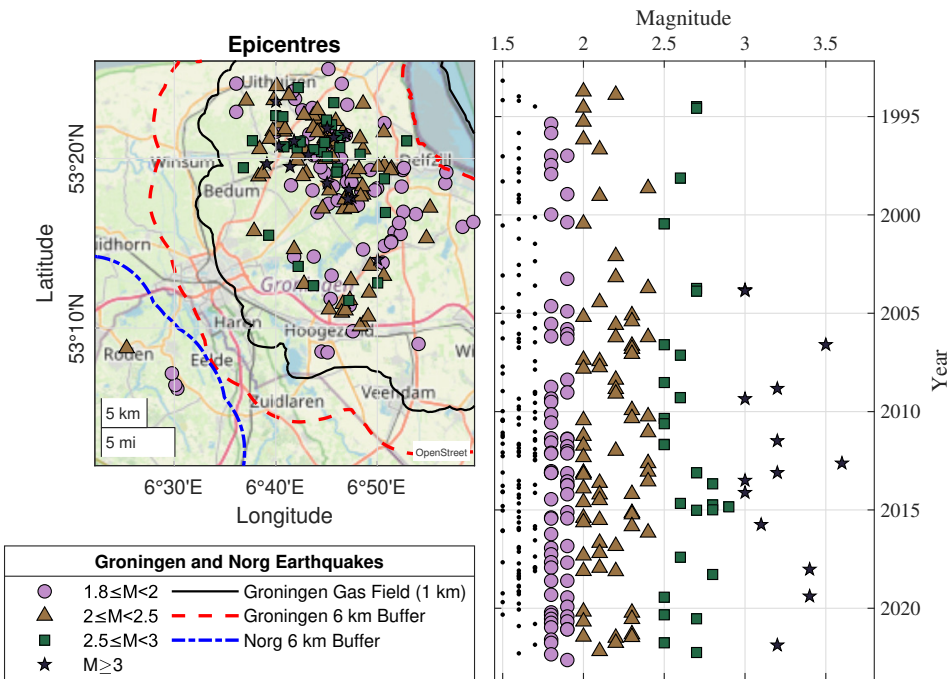 Epicentres
Uithuizen
Winsum
Delfzijl
Bedum
uidhorn
Groningen
Haren
Hoogezand
Roden
Eelde
Wi
Zuidlaren
Veendam
5 km
5 mi
OpenStreet
53°20'N
53°10'N
Latitude
6°30'E
6°40'E
6°50'E
Longitude
Groningen and Norg Earthquakes
1.8≤M<2
Groningen Gas Field (1 km)
2≤M<2.5
Groningen 6 km Buffer
2.5≤M<3
Norg 6 km Buffer
M≥3
Magnitude
1.5 2 2.5 3 3.5
1995
2000
2005
2010
2015
2020
Year